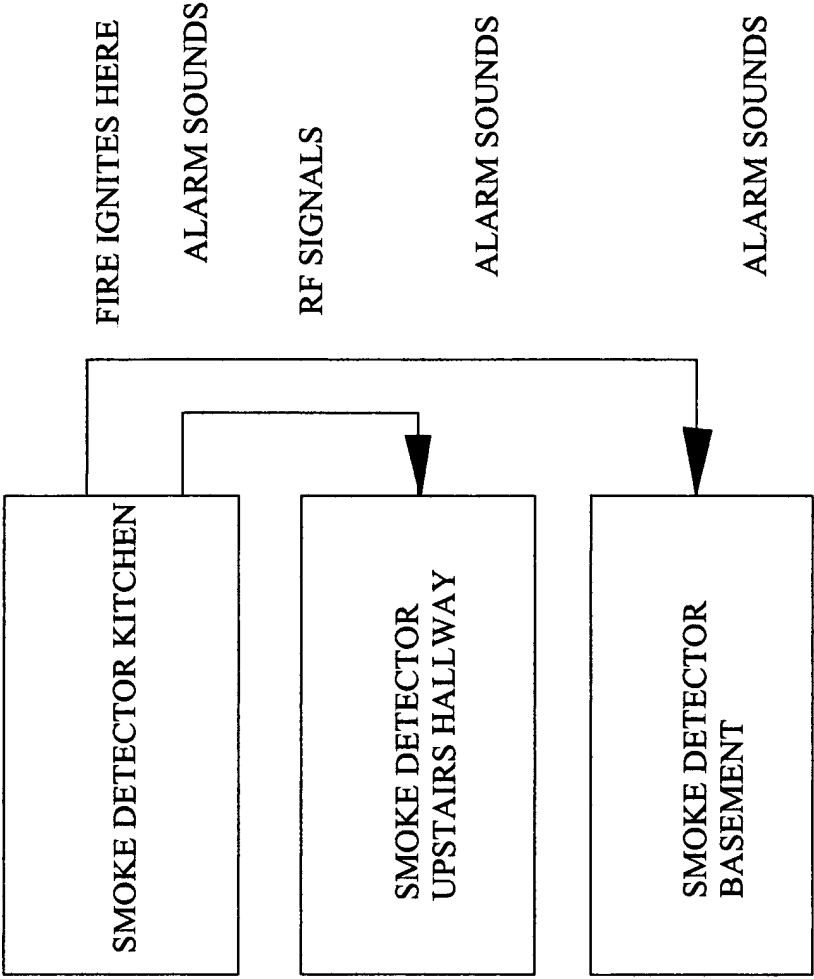 FIRE IGNITES HERE
ALARM SOUNDS
RF SIGNALS
ALARM SOUNDS
ALARM SOUNDS
SMOKE DETECTOR KITCHEN
SMOKE DETECTOR
UPSTAIRS HALLWAY
SMOKE DETECTOR
BASEMENT